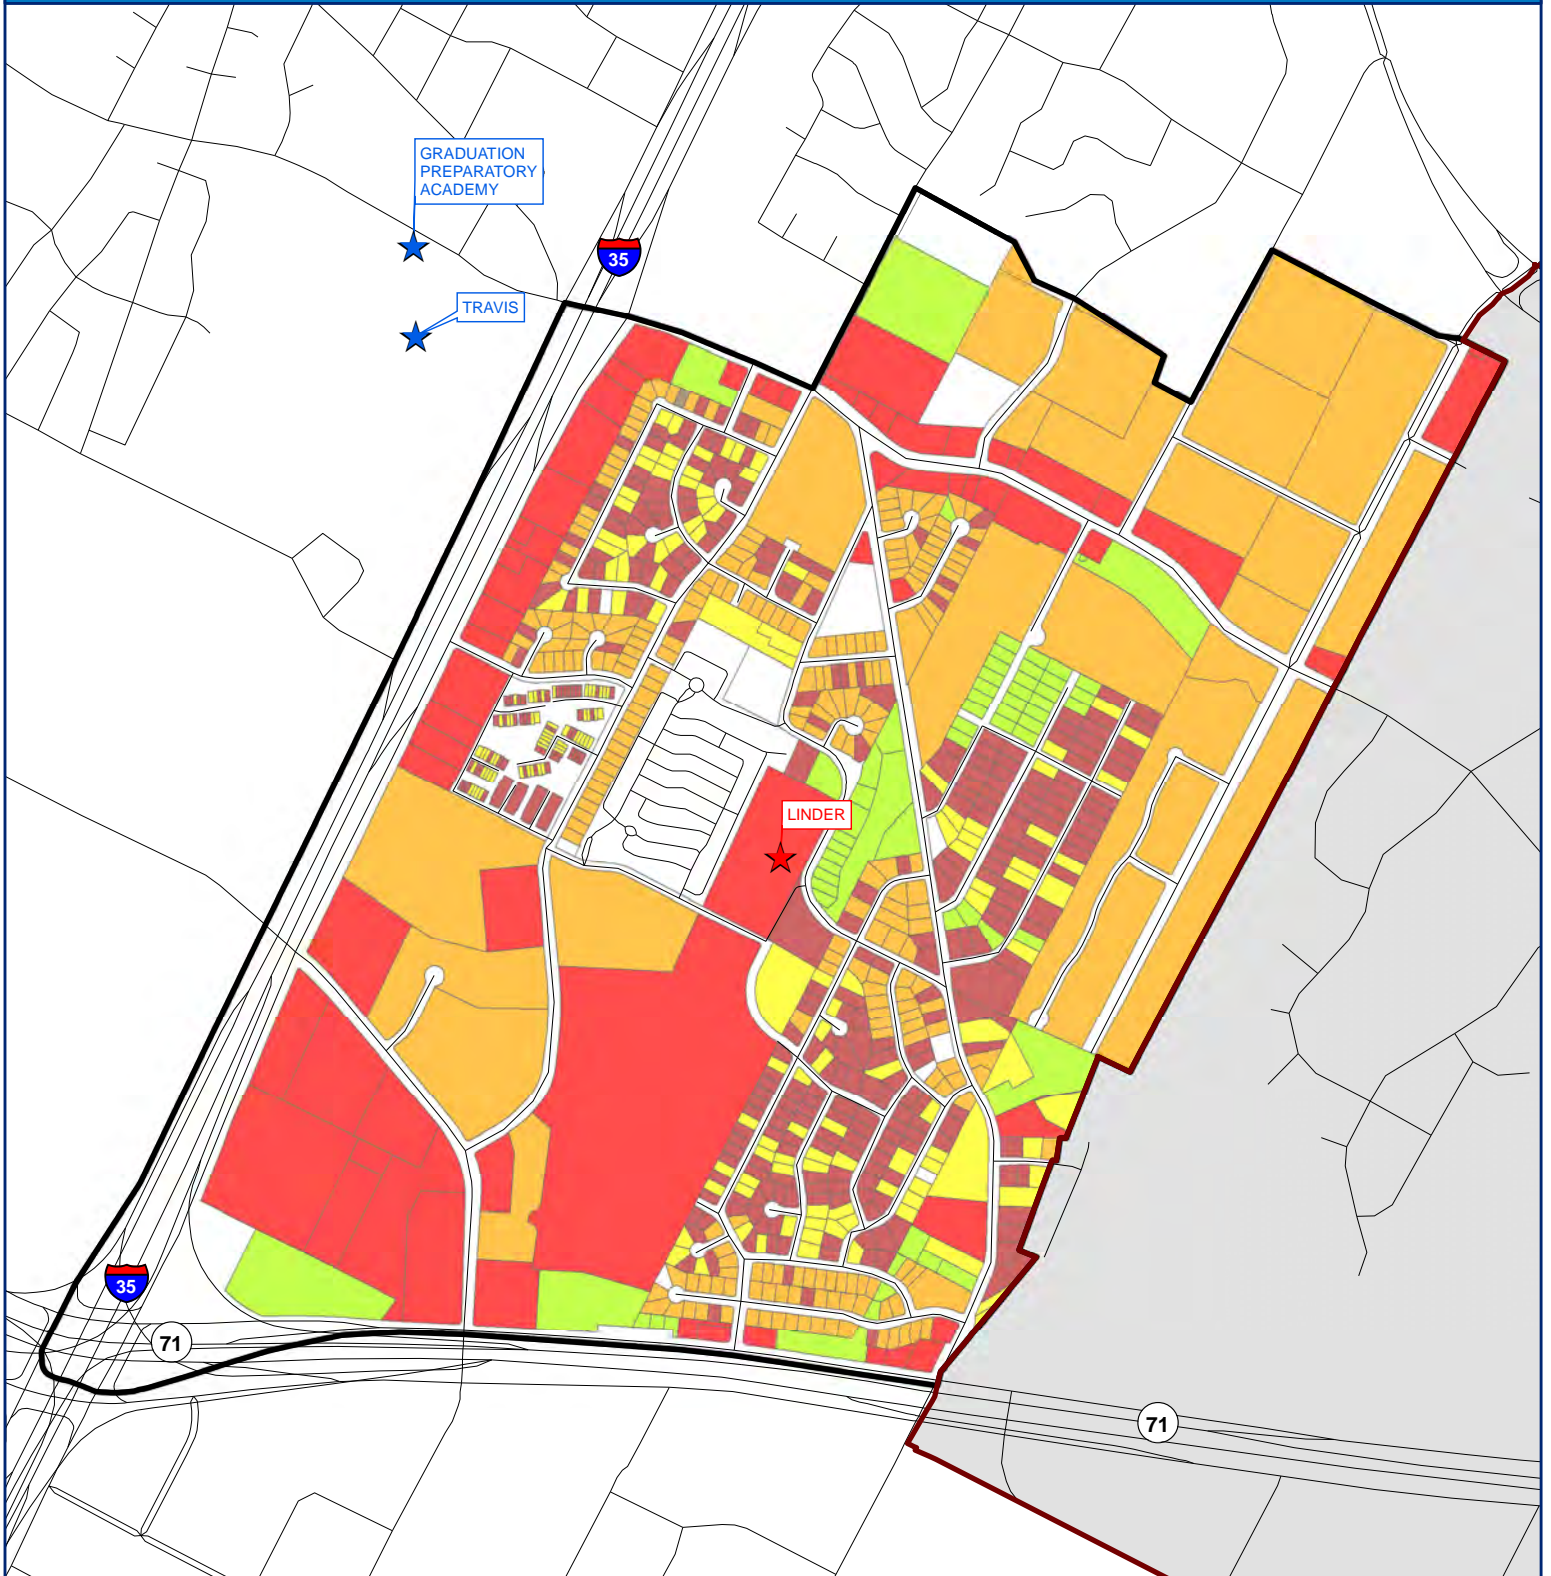 GRADUATION
PREPARATORY
ACADEMY
35
TRAVIS
LINDER
35
71
71